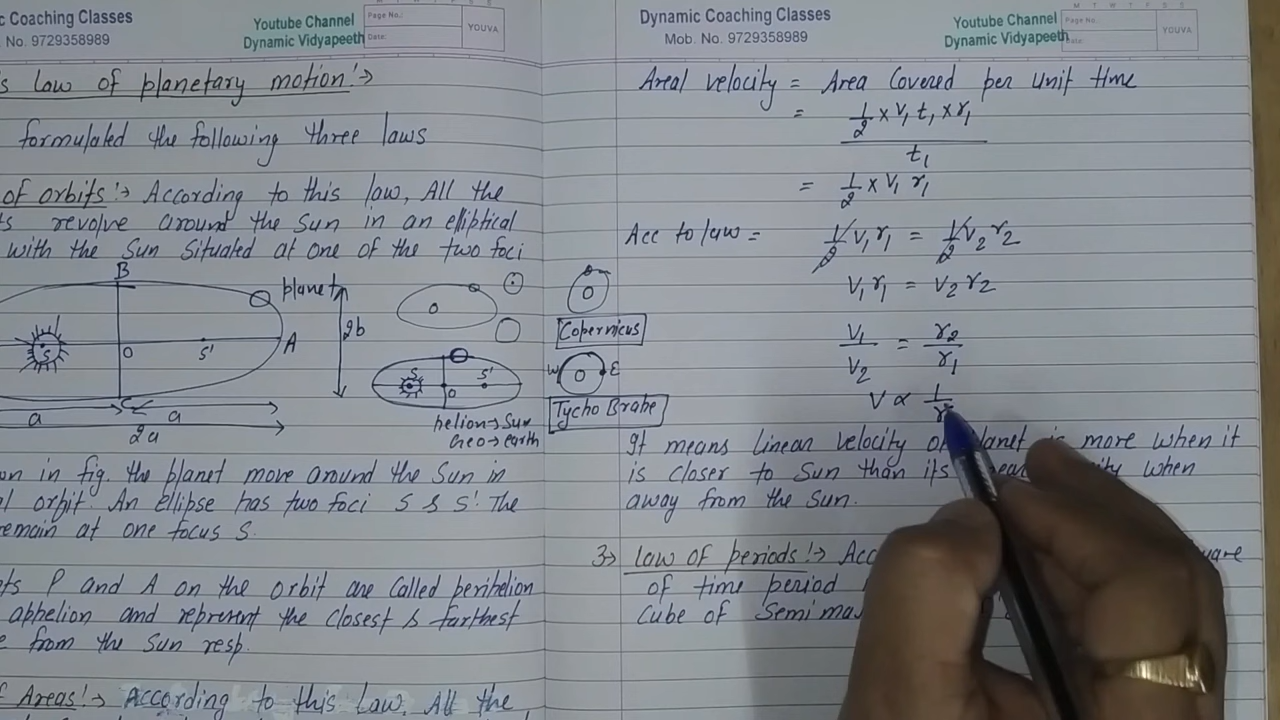 c Coaching Classes
. No. 9729358989
Youtube Channel
Dynamic Vidyapeeth
Page No.:
Date:
YOUVA
's law of planetary motion:→
formulated the following three laws
of orbits:→ According to this law, All the
ts revolve around the Sun in an elliptical
with the Sun Situated at one of the two foci
B
planet
2b
S
O
S'
A
C
a
a
2a
Copernicus
S
S'
O
W
E
Tycho Brahe
helion→Sun
Geo→earth
on in fig. the planet move around the Sun in
al orbit. An ellipse has two foci S & S'. The
remain at one focus S.
ts P and A on the orbit are Called perihelion
aphelion and represent the closest & farthest
e from the Sun resp.
f Areas:→ According to this Law, All the
Dynamic Coaching Classes
Mob. No. 9729358989
Youtube Channel
Dynamic Vidyapeeth
M T W T F S S
Page No.:
Date:
YOUVA
Areal velocity = Area Covered per Unit time
= 1/2 × V₁ t₁ × r₁
t₁
= 1/2 × V₁ r₁
Acc to law = 1/2 V₁ r₁ = 1/2 V₂ r₂
V₁ r₁ = V₂ r₂
V₁/V₂ = r₂/r₁
V ∝ 1/r
It means linear velocity of planet is more when it
is closer to Sun than its when
away from the Sun.
3→ law of periods:→ Acc
of time period
Cube of Semi